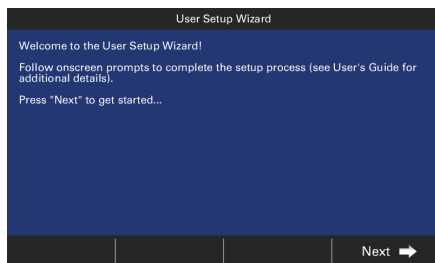 User Setup Wizard
Welcome to the User Setup Wizard!
Follow onscreen prompts to complete the setup process (see User's Guide for
additional details).
Press "Next" to get started...
Next